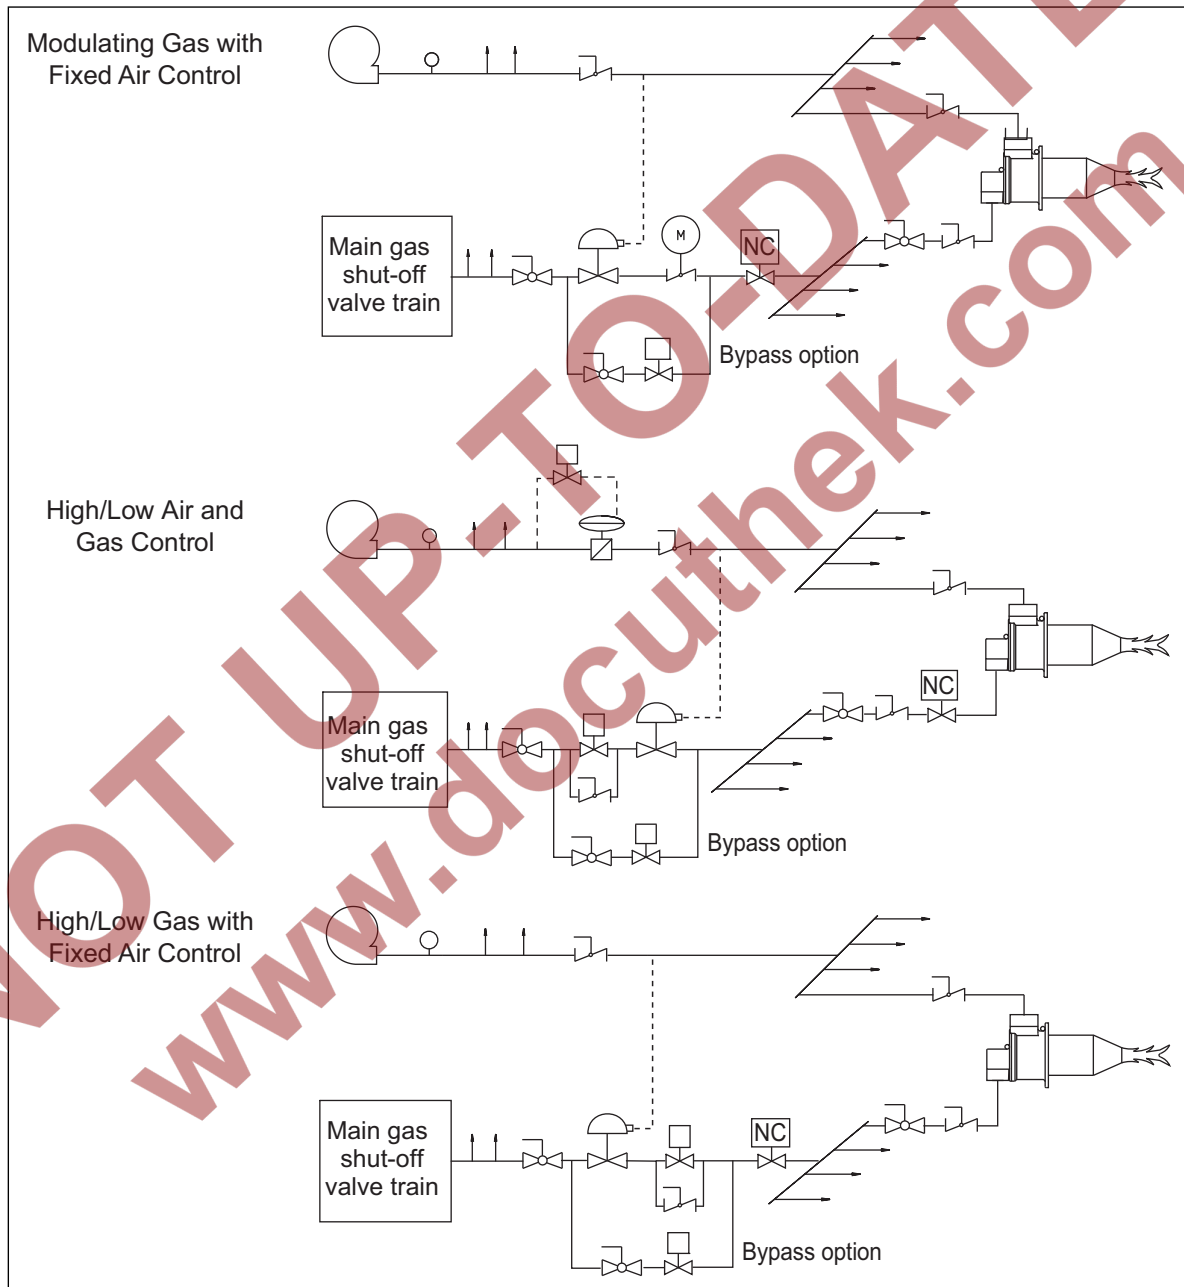 Modulating Gas with
Fixed Air Control
M
NC
Main gas
shut-off
valve train
Bypass option
High/Low Air and
Gas Control
NC
Main gas
shut-off
valve train
Bypass option
High/Low Gas with
Fixed Air Control
NC
Main gas
shut-off
valve train
Bypass option
NOT UP-TO-DATE
www.docuthek.com